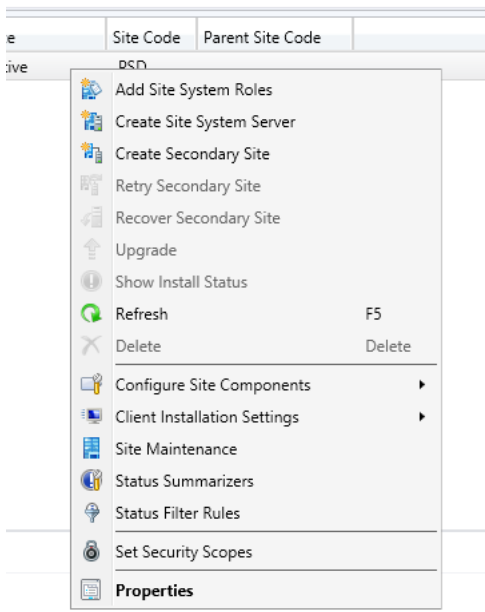 Site Code Parent Site Code
PSD
Add Site System Roles
Create Site System Server
Create Secondary Site
Retry Secondary Site
Recover Secondary Site
Upgrade
Show Install Status
Refresh F5
Delete Delete
Configure Site Components
Client Installation Settings
Site Maintenance
Status Summarizers
Status Filter Rules
Set Security Scopes
Properties